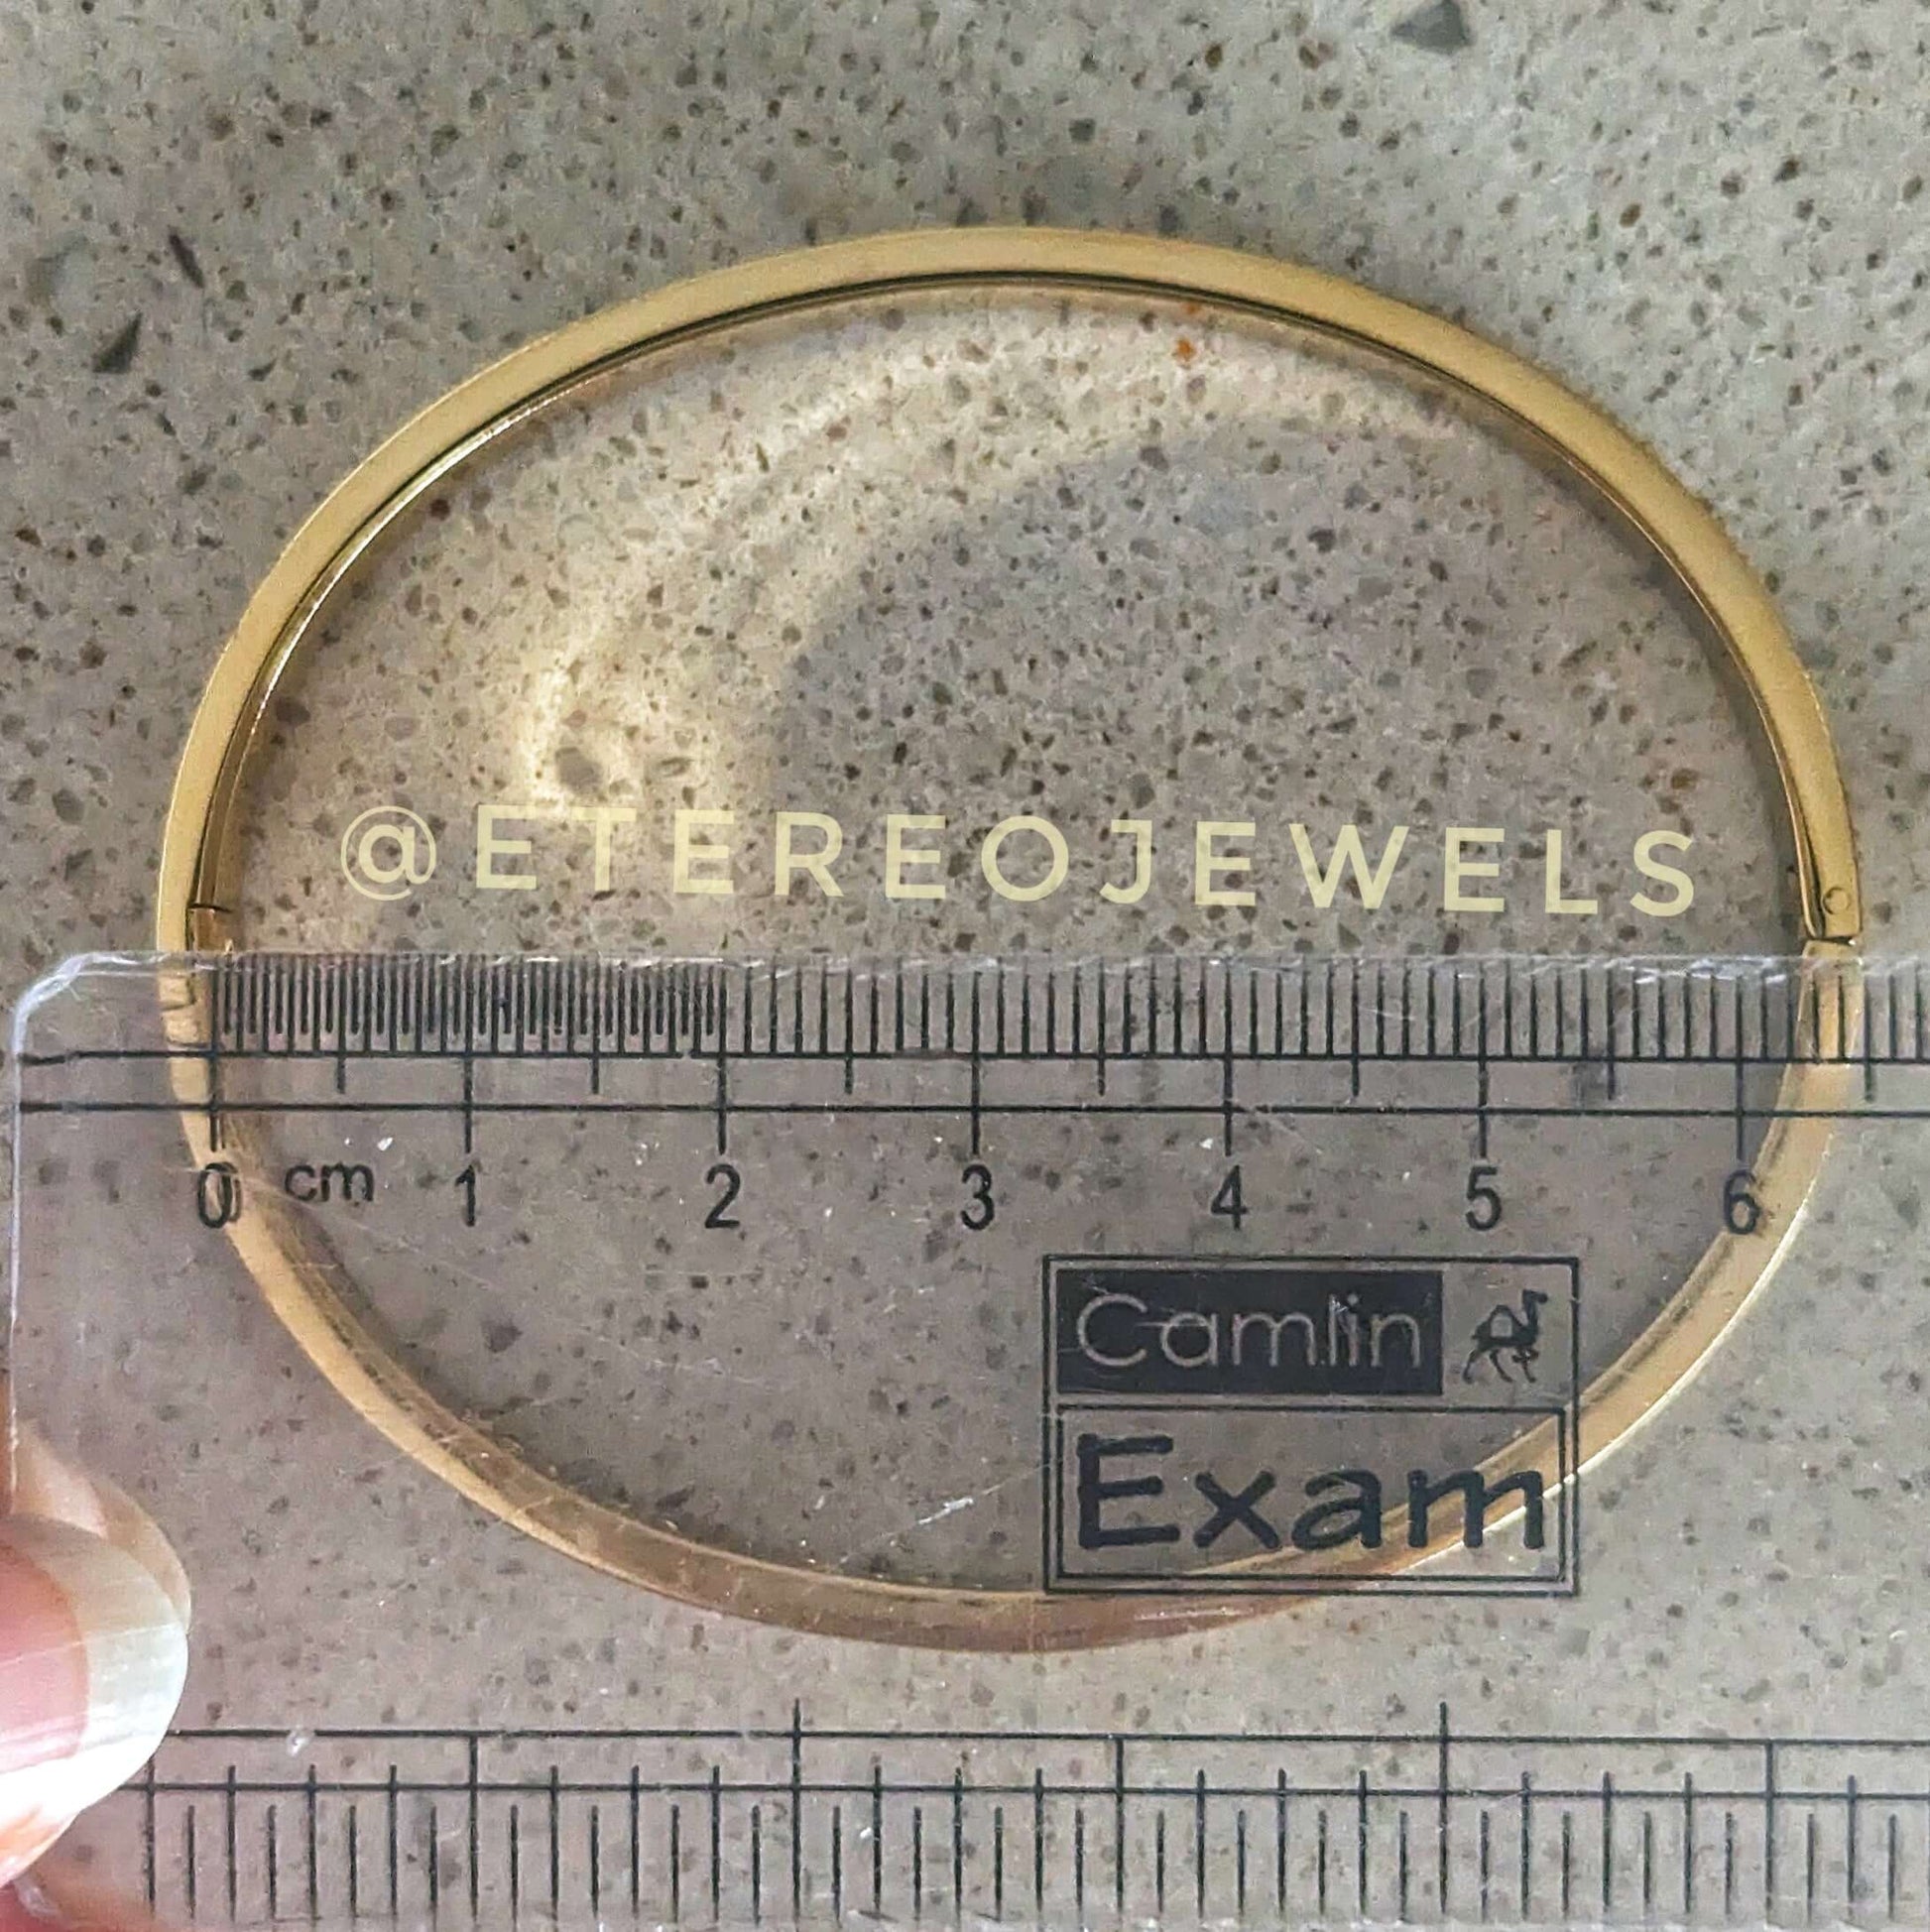 @ETEREOJEWELS
0 cm 1 2 3 4 5 6
Camlin
Exam